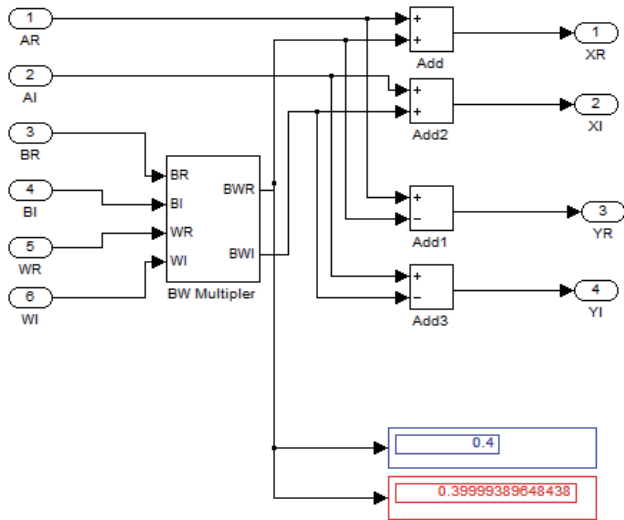 1
AR
2
AI
3
BR
4
BI
5
WR
6
WI
BR
BI
WR
WI
BWR
BWI
BW Multipler
+
+
Add
+
+
Add2
+
−
Add1
+
−
Add3
1
XR
2
XI
3
YR
4
YI
0.4
0.39999389648438